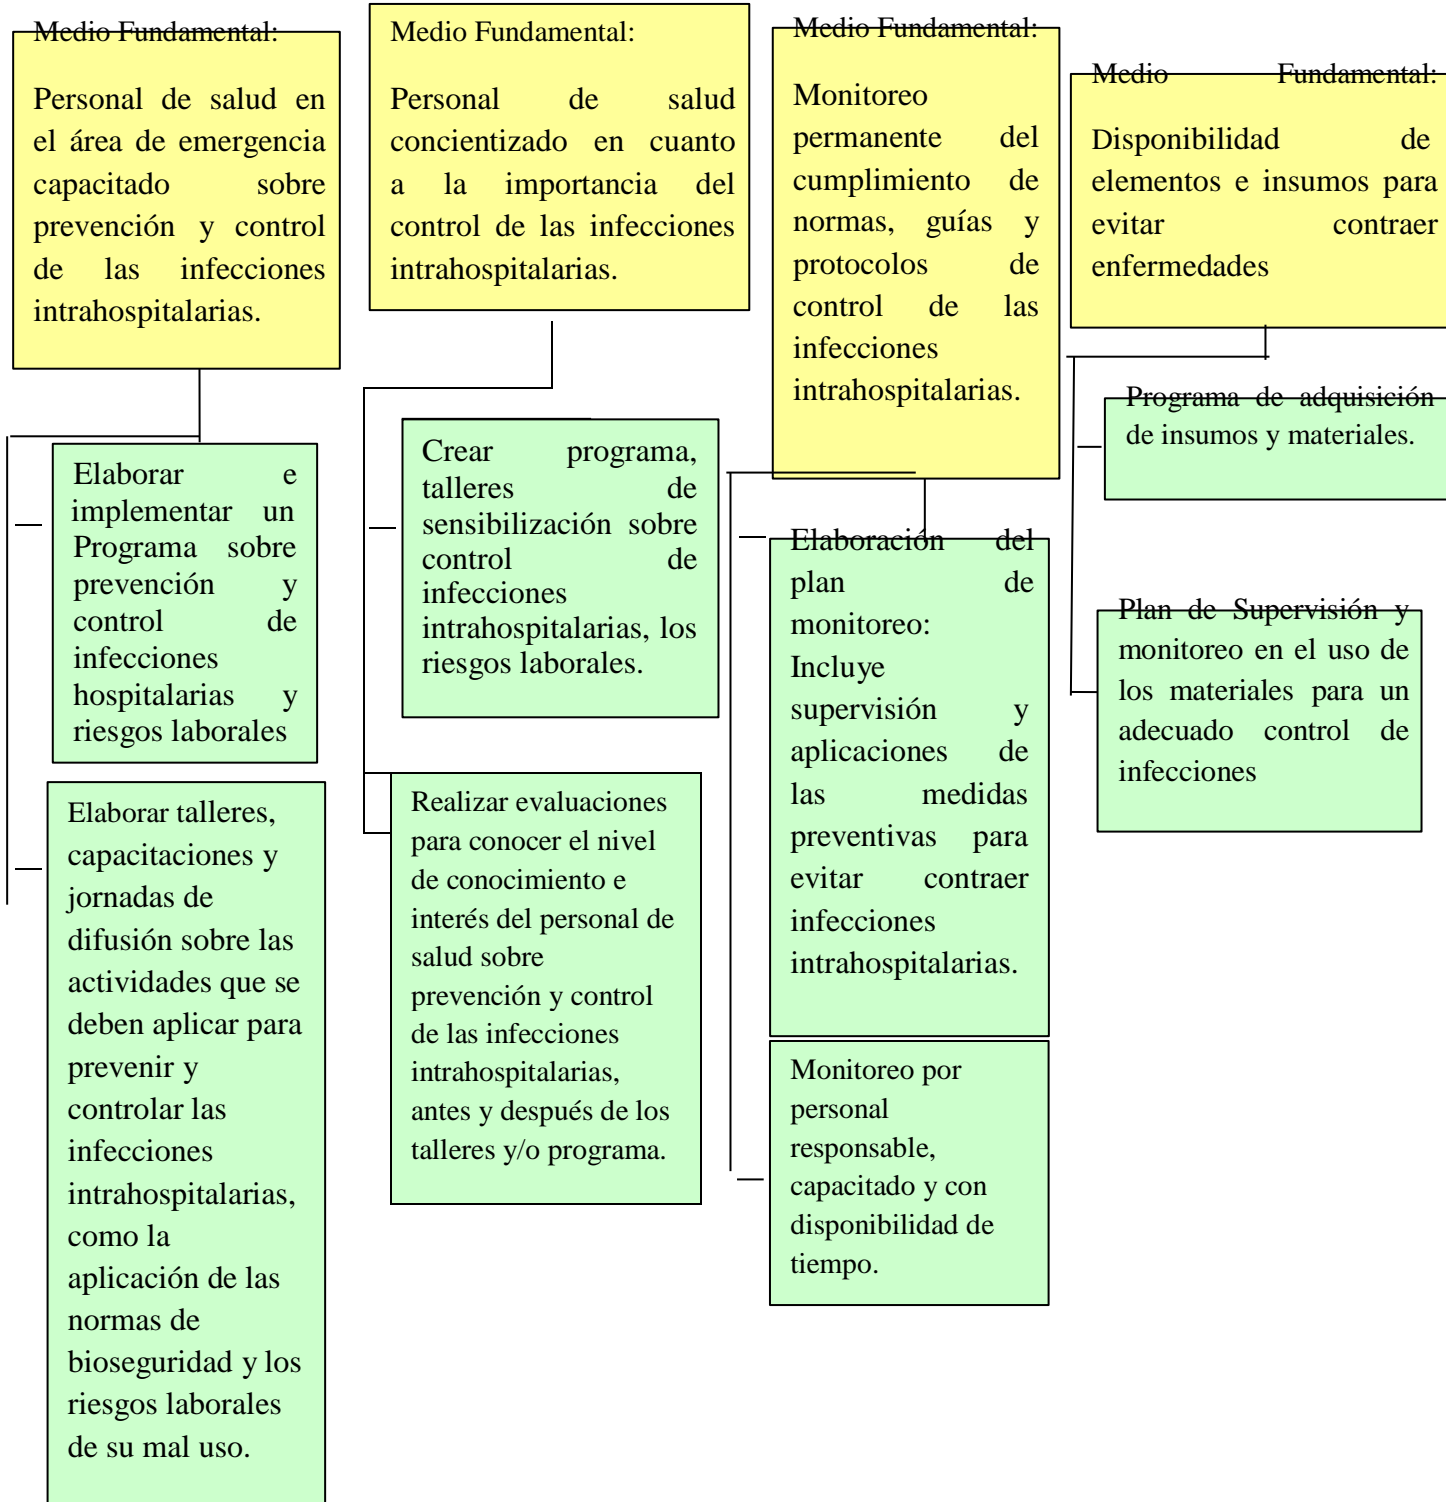 Medio Fundamental:
Personal de salud en
el área de emergencia
capacitado sobre
prevención y control
de las infecciones
intrahospitalarias.
Elaborar e
implementar un
Programa sobre
prevención y
control de
infecciones
hospitalarias y
riesgos laborales
Elaborar talleres,
capacitaciones y
jornadas de
difusión sobre las
actividades que se
deben aplicar para
prevenir y
controlar las
infecciones
intrahospitalarias,
como la
aplicación de las
normas de
bioseguridad y los
riesgos laborales
de su mal uso.
Medio Fundamental:
Personal de salud
concientizado en cuanto
a la importancia del
control de las infecciones
intrahospitalarias.
Crear programa,
talleres de
sensibilización sobre
control de
infecciones
intrahospitalarias, los
riesgos laborales.
Realizar evaluaciones
para conocer el nivel
de conocimiento e
interés del personal de
salud sobre
prevención y control
de las infecciones
intrahospitalarias,
antes y después de los
talleres y/o programa.
Medio Fundamental:
Monitoreo
permanente del
cumplimiento de
normas, guías y
protocolos de
control de las
infecciones
intrahospitalarias.
Elaboración del
plan de
monitoreo:
Incluye
supervisión y
aplicaciones de
las medidas
preventivas para
evitar contraer
infecciones
intrahospitalarias.
Monitoreo por
personal
responsable,
capacitado y con
disponibilidad de
tiempo.
Medio Fundamental:
Disponibilidad de
elementos e insumos para
evitar contraer
enfermedades
Programa de adquisición
de insumos y materiales.
Plan de Supervisión y
monitoreo en el uso de
los materiales para un
adecuado control de
infecciones